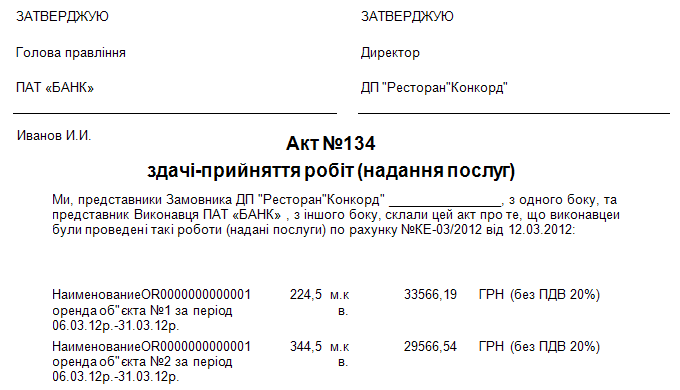 ЗАТВЕРДЖУЮ ЗАТВЕРДЖУЮ
Голова правління Директор
ПАТ «БАНК» ДП "Ресторан"Конкорд"
Иванов И.И.
Акт №134
здачі-прийняття робіт (надання послуг)
Ми, представники Замовника ДП "Ресторан"Конкорд" _______________, з одного боку, та
представник Виконавця ПАТ «БАНК» , з іншого боку, склали цей акт про те, що виконавцеи
були проведені такі роботи (надані послуги) по рахунку №КЕ-03/2012 від 12.03.2012:
НаименованиеOR0000000000001 224,5 м.к 33566,19 ГРН (без ПДВ 20%)
оренда об"єкта №1 за період в.
06.03.12р.-31.03.12р.
НаименованиеOR0000000000001 344,5 м.к 29566,54 ГРН (без ПДВ 20%)
оренда об"єкта №2 за період в.
06.03.12р.-31.03.12р.